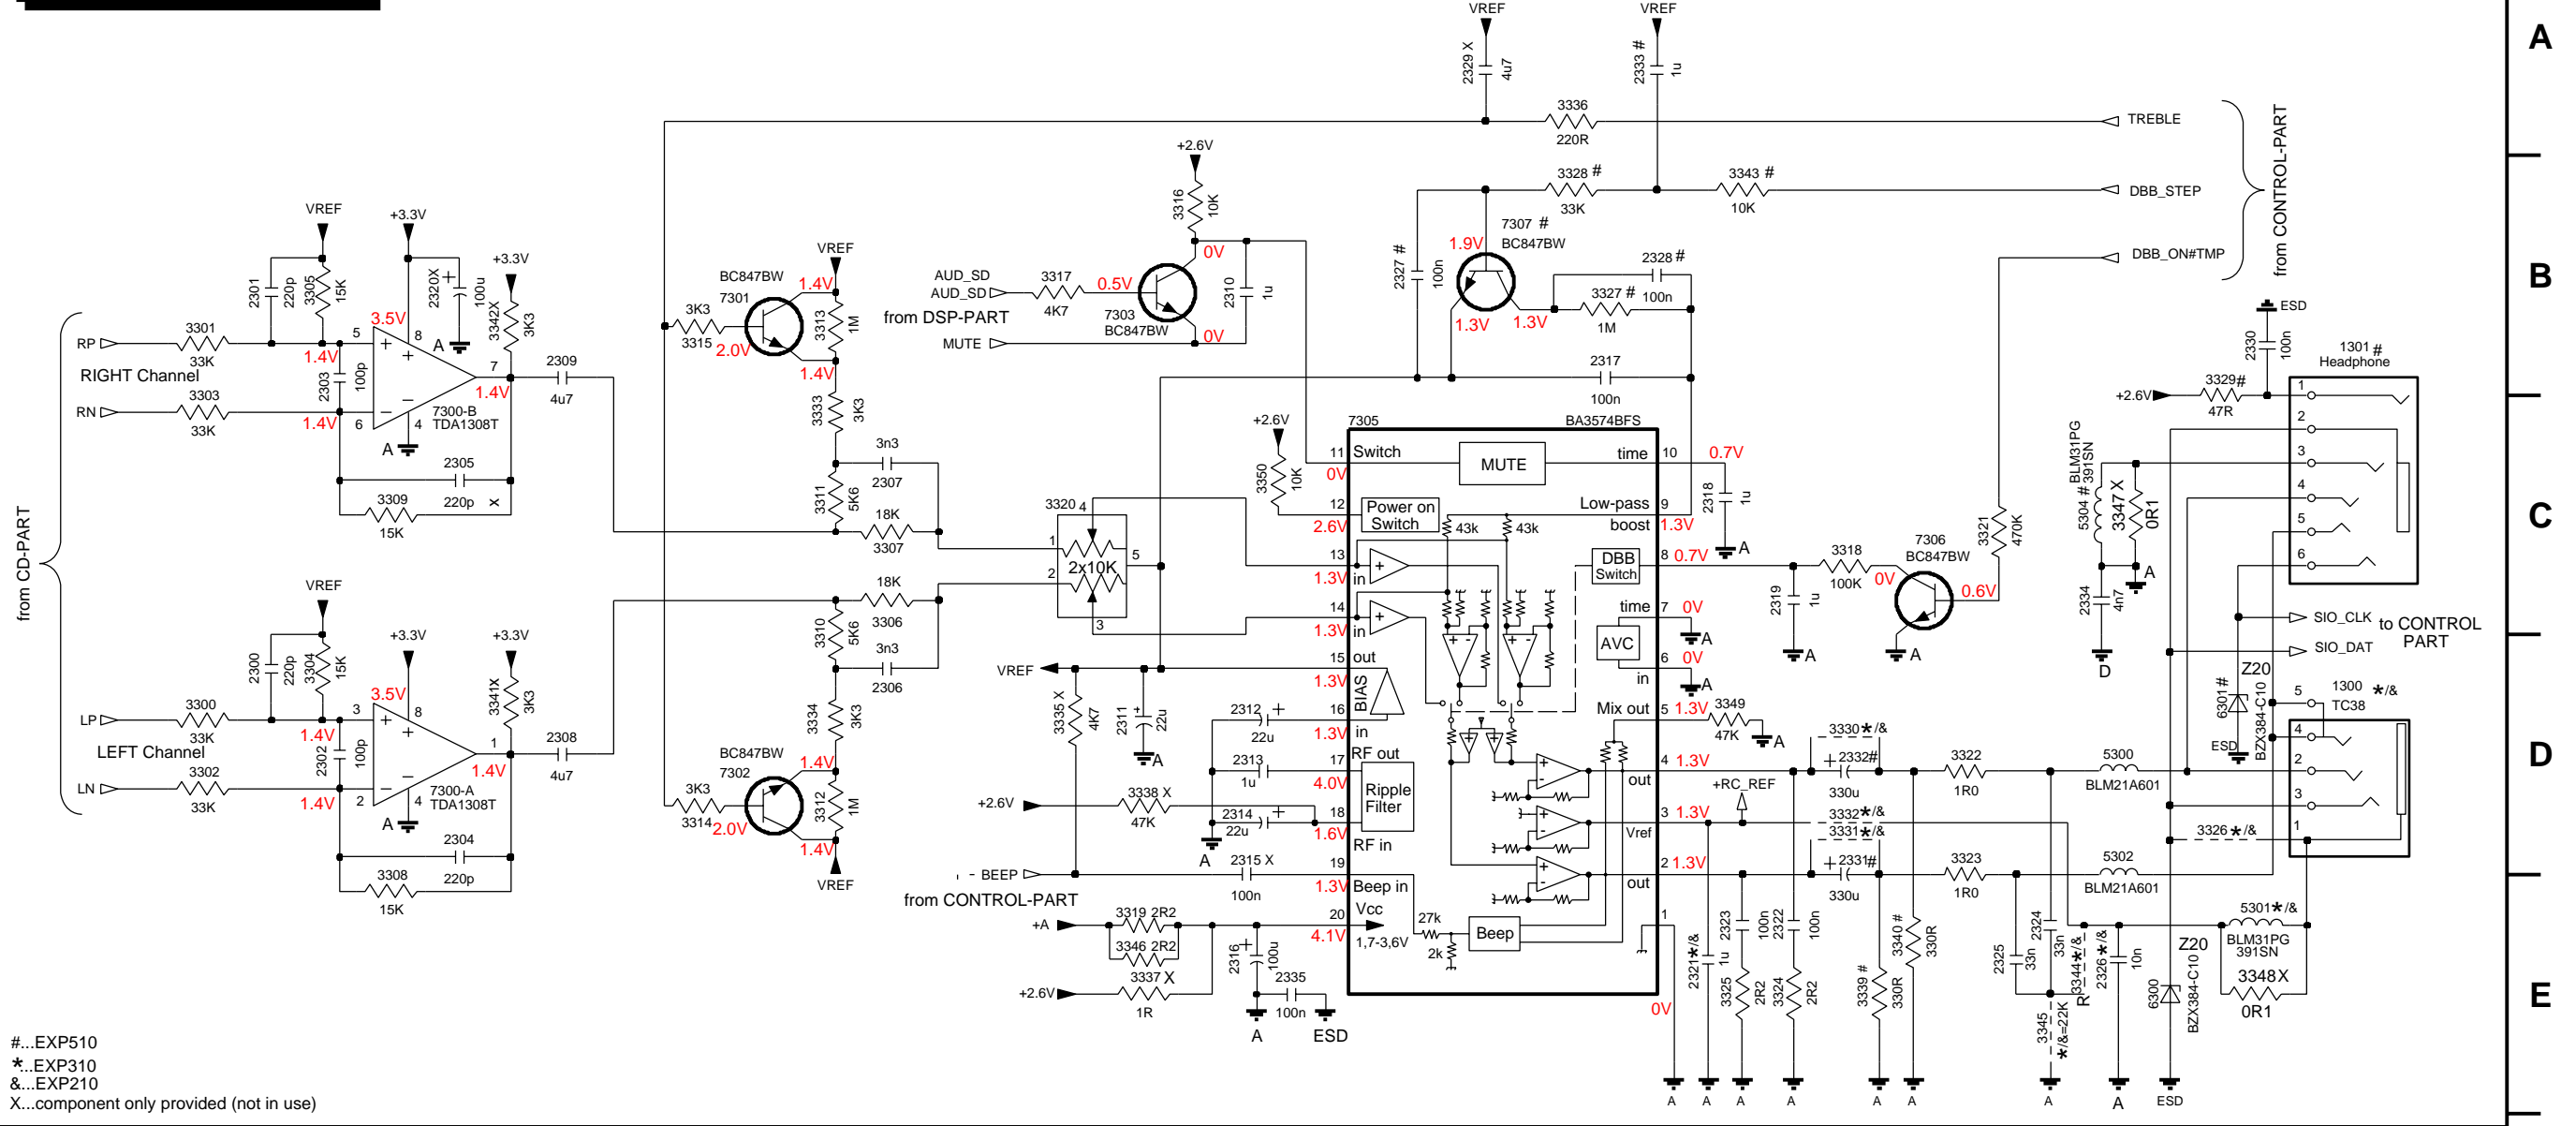 VREF
VREF
A
2329 X
4u7
2333 #
1u
3336
220R
TREBLE
+2.6V
3316
10K
3328 #
33K
3343 #
10K
DBB_STEP
from CONTROL-PART
VREF
+3.3V
+3.3V
2301
220p
3305
15K
2320X
+
100u
3342X
3K3
3.5V
RP
3301
33K
RIGHT Channel
RN
3303
33K
1.4V
1.4V
2303
100p
5
6
8
4
7
A
A
1.4V
7300-B
TDA1308T
2309
4u7
2305
220p
X
3309
15K
BC847BW
7301
3K3
3315
2.0V
VREF
1.4V
3313
1M
1.4V
3333
3K3
AUD_SD
AUD_SD
from DSP-PART
MUTE
3317
4K7
0.5V
7303
BC847BW
0V
0V
2310
1u
7307 #
BC847BW
1.9V
1.3V
1.3V
2327 #
100n
2328 #
100n
3327 #
1M
2317
100n
DBB_ON#TMP
B
ESD
2330
100n
1301 #
Headphone
+2.6V
3329#
47R
1
2
3
4
5
6
from CD-PART
3n3
2307
3311
5K6
18K
3307
3320
4
1
2
3
5
2x10K
+2.6V
3350
10K
7305
BA3574BFS
11
Switch
0V
MUTE
time
10
0.7V
12
2.6V
Power on
Switch
Low-pass
boost
9
1.3V
2318
1u
A
43k
43k
13
in
1.3V
DBB
Switch
8
0.7V
14
in
1.3V
time
7
0V
A
AVC
6
0V
in
A
2319
1u
A
3318
100K
0V
7306
BC847BW
0.6V
A
3321
470K
BLM31PG
391SN
5304 #
3347 X
0R1
A
2334
4n7
D
C
SIO_CLK
to CONTROL
PART
SIO_DAT
18K
3306
3310
5K6
3n3
2306
VREF
+3.3V
+3.3V
2300
220p
3304
15K
3.5V
3341X
3K3
LP
3300
33K
LEFT Channel
LN
3302
33K
1.4V
1.4V
2302
100p
3
2
8
4
1
A
1.4V
7300-A
TDA1308T
2308
4u7
2304
220p
3308
15K
3334
3K3
BC847BW
7302
3K3
3314
2.0V
1.4V
3312
1M
1.4V
VREF
VREF
3335 X
4K7
2311
22u
A
15
out
1.3V
BIAS
16
in
1.3V
2312
22u
17
RF out
4.0V
2313
1u
Ripple
Filter
+2.6V
3338 X
47K
2314
22u
18
1.6V
RF in
A
BEEP
from CONTROL-PART
2315 X
100n
19
1.3V
Beep in
+A
3319 2R2
3346 2R2
3337 X
1R
+2.6V
2316
100u
A
2335
100n
ESD
20
4.1V
Vcc
1,7-3,6V
27k
2k
Beep
Mix out
5
1.3V
3349
47K
A
4
1.3V
out
+RC_REF
3
1.3V
Vref
2
1.3V
out
1
0V
3330*/&
2332#
330u
3332*/&
3331*/&
2331#
330u
3322
1R0
3323
1R0
5300
BLM21A601
5302
BLM21A601
2321*/&
1u
2323
100n
3325
2R2
2322
100n
3324
2R2
3339 #
330R
3340 #
330R
2325
33n
2324
33n
3344*/&
R
3345
*/&=22K
2326*/&
10n
6300
Z20
BZX384-C10
5301*/&
BLM31PG
391SN
3348X
0R1
3326*/&
6301#
Z20
BZX384-C10
ESD
5
1300
TC38
*/&
4
2
3
1
D
E
A
A
A
A
A
A
A
A
ESD
#...EXP510
*...EXP310
&...EXP210
X...component only provided (not in use)